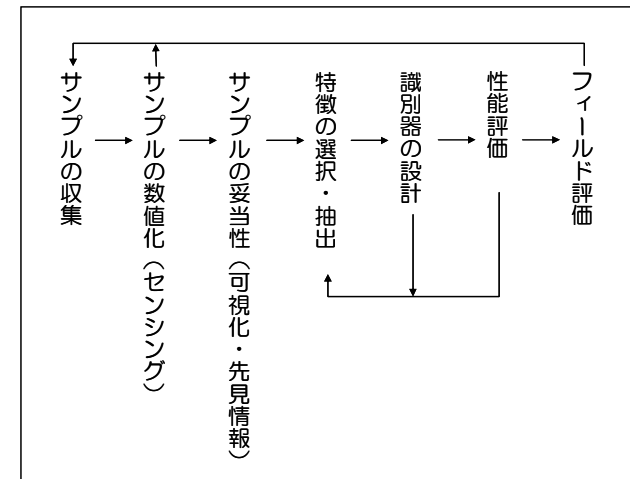 サンプルの収集
サンプルの数値化（センシング）
サンプルの妥当性（可視化・先見情報）
特徴の選択・抽出
識別器の設計
性能評価
フィールド評価